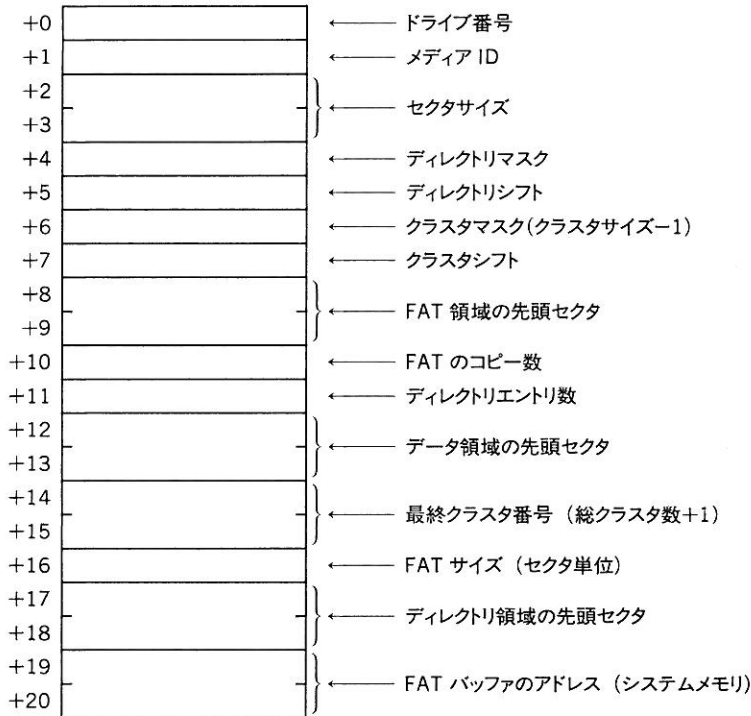 +0 ← ドライブ番号
+1 ← メディア ID
+2
+3 ← セクタサイズ
+4 ← ディレクトリマスク
+5 ← ディレクトリシフト
+6 ← クラスタマスク(クラスタサイズ−1)
+7 ← クラスタシフト
+8
+9 ← FAT 領域の先頭セクタ
+10 ← FAT のコピー数
+11 ← ディレクトリエントリ数
+12
+13 ← データ領域の先頭セクタ
+14
+15 ← 最終クラスタ番号 (総クラスタ数+1)
+16 ← FAT サイズ (セクタ単位)
+17
+18 ← ディレクトリ領域の先頭セクタ
+19
+20 ← FAT バッファのアドレス (システムメモリ)